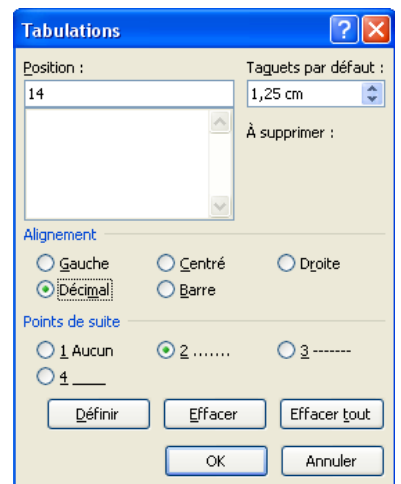 Tabulations
Position : Taquets par défaut :
14 1,25 cm
À supprimer :
Alignement
Gauche Centré Droite
Décimal Barre
Points de suite
1 Aucun 2 ....... 3 -------
4 ____
Définir Effacer Effacer tout
OK Annuler